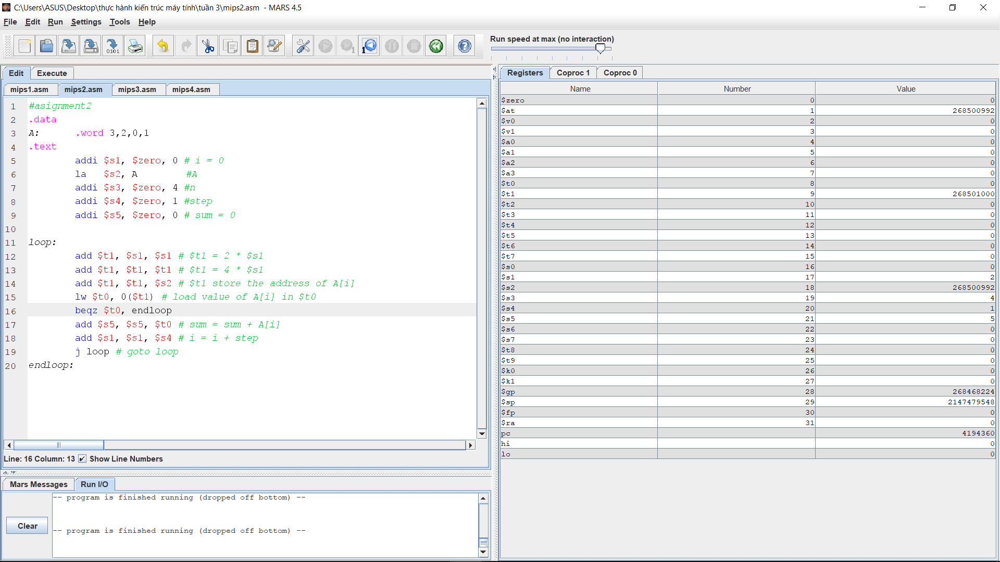 C:\Users\ASUS\Desktop\thực hành kiến trúc máy tính\tuần 3\mips2.asm - MARS 4.5
File Edit Run Settings Tools Help
Run speed at max (no interaction)
Edit Execute
mips1.asm mips2.asm mips3.asm mips4.asm
1 #asignment2
2 .data
3 A: .word 3,2,0,1
4 .text
5 addi $s1, $zero, 0 # i = 0
6 la $s2, A #A
7 addi $s3, $zero, 4 #n
8 addi $s4, $zero, 1 #step
9 addi $s5, $zero, 0 # sum = 0
10
11 loop:
12 add $t1, $s1, $s1 # $t1 = 2 * $s1
13 add $t1, $t1, $t1 # $t1 = 4 * $s1
14 add $t1, $t1, $s2 # $t1 store the address of A[i]
15 lw $t0, 0($t1) # load value of A[i] in $t0
16 beqz $t0, endloop
17 add $s5, $s5, $t0 # sum = sum + A[i]
18 add $s1, $s1, $s4 # i = i + step
19 j loop # goto loop
20 endloop:
Line: 16 Column: 13 Show Line Numbers
Mars Messages Run I/O
Clear
-- program is finished running (dropped off bottom) --
-- program is finished running (dropped off bottom) --
Registers Coproc 1 Coproc 0
Name Number Value
$zero 0 0
$at 1 268500992
$v0 2 0
$v1 3 0
$a0 4 0
$a1 5 0
$a2 6 0
$a3 7 0
$t0 8 0
$t1 9 268501000
$t2 10 0
$t3 11 0
$t4 12 0
$t5 13 0
$t6 14 0
$t7 15 0
$s0 16 0
$s1 17 2
$s2 18 268500992
$s3 19 4
$s4 20 1
$s5 21 5
$s6 22 0
$s7 23 0
$t8 24 0
$t9 25 0
$k0 26 0
$k1 27 0
$gp 28 268468224
$sp 29 2147479548
$fp 30 0
$ra 31 0
pc 4194360
hi 0
lo 0